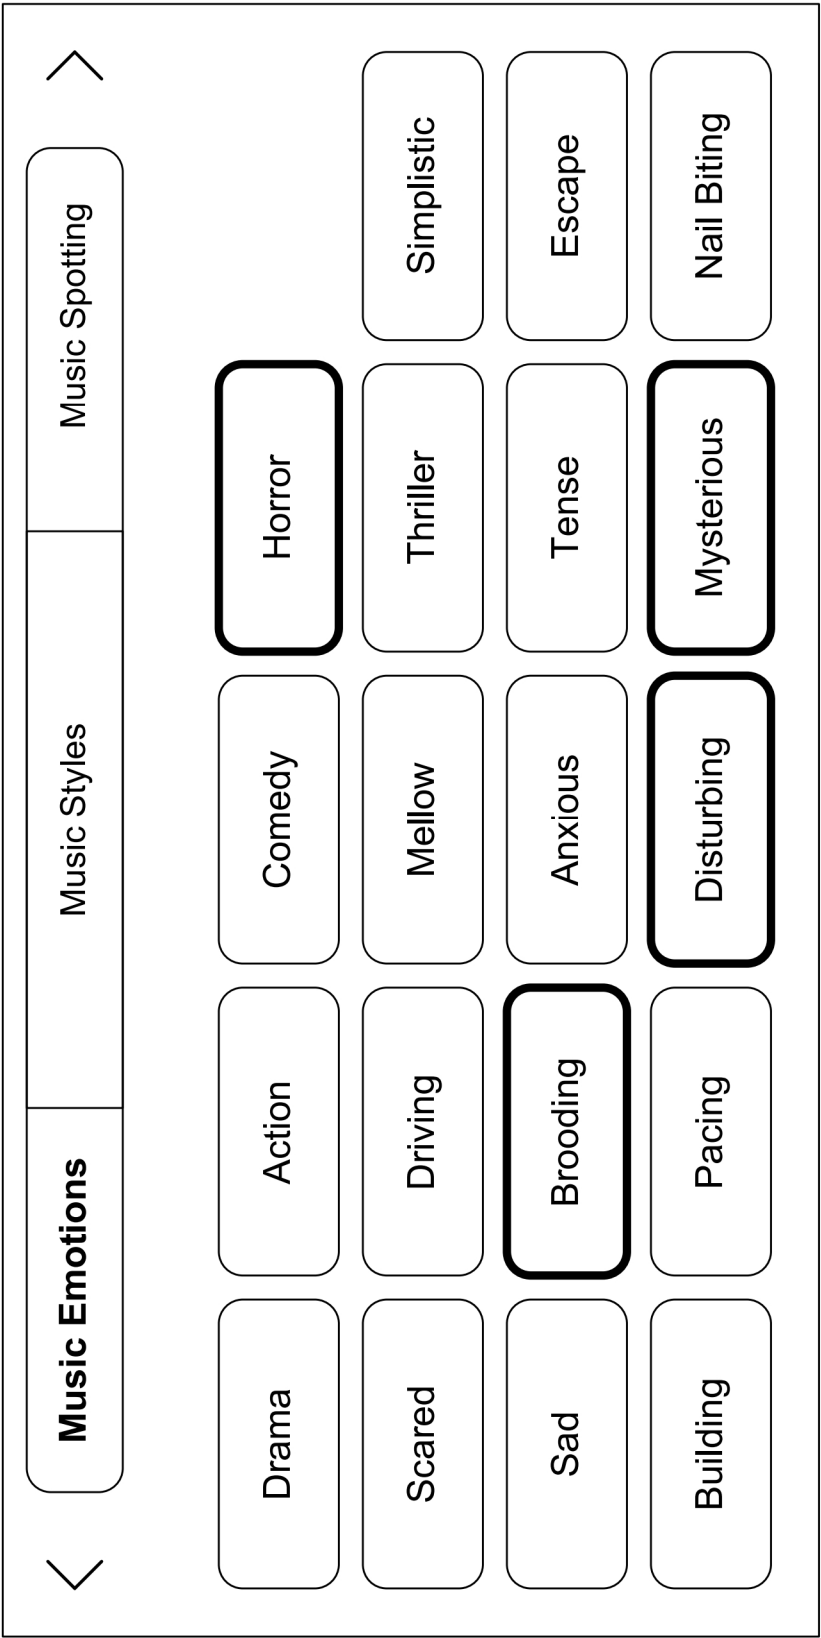 Music Emotions
Music Styles
Music Spotting
Drama
Action
Comedy
Horror
Scared
Driving
Mellow
Thriller
Simplistic
Sad
Brooding
Anxious
Tense
Escape
Building
Pacing
Disturbing
Mysterious
Nail Biting